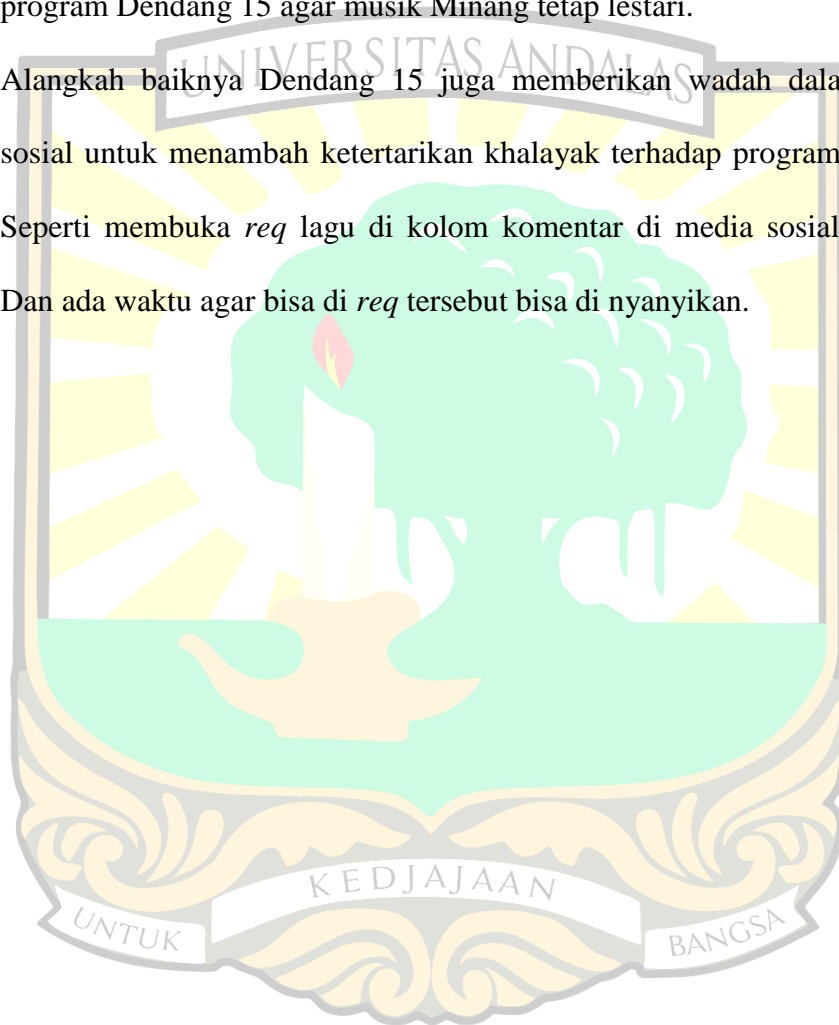 program Dendang 15 agar musik Minang tetap lestari.
UNIVERSITAS ANDALAS
Alangkah baiknya Dendang 15 juga memberikan wadah dala
sosial untuk menambah ketertarikan khalayak terhadap program
Seperti membuka req lagu di kolom komentar di media sosial
Dan ada waktu agar bisa di req tersebut bisa di nyanyikan.
KEDJAJAAN
UNTUK
BANGSA